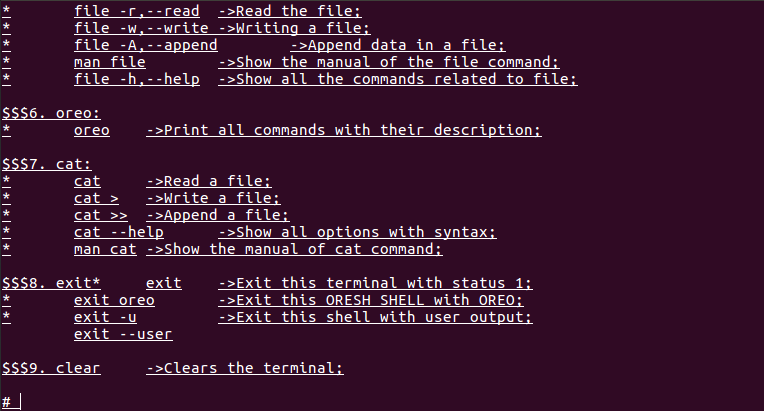 * file -r,--read ->Read the file;
* file -w,--write ->Writing a file;
* file -A,--append ->Append data in a file;
* man file ->Show the manual of the file command;
* file -h,--help ->Show all the commands related to file;
$$$6. oreo:
* oreo ->Print all commands with their description;
$$$7. cat:
* cat ->Read a file;
* cat > ->Write a file;
* cat >> ->Append a file;
* cat --help ->Show all options with syntax;
* man cat ->Show the manual of cat command;
$$$8. exit* exit ->Exit this terminal with status 1;
* exit oreo ->Exit this ORESH SHELL with OREO;
* exit -u ->Exit this shell with user output;
exit --user
$$$9. clear ->Clears the terminal;
#